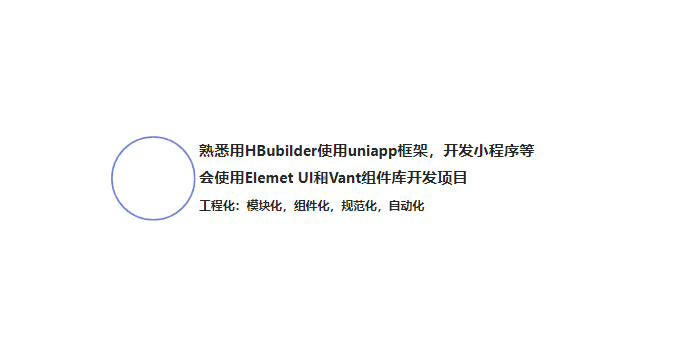 熟悉用HBubilder使用uniapp框架，开发小程序等
会使用Elemet UI和Vant组件库开发项目
工程化：模块化，组件化，规范化，自动化